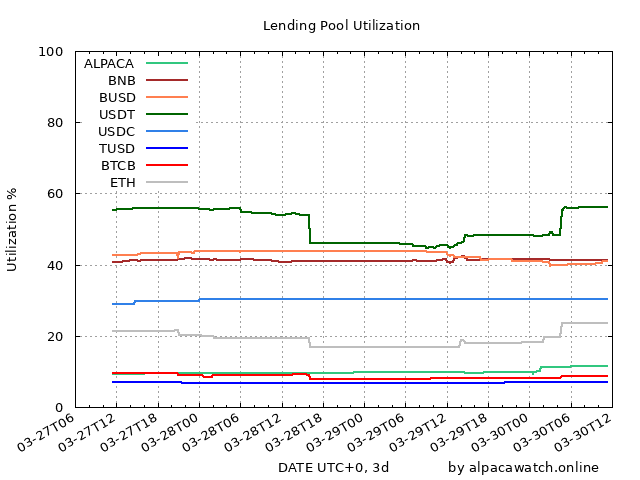 Lending Pool Utilization
100
80
60
40
20
0
Utilization %
ALPACA
BNB
BUSD
USDT
USDC
TUSD
BTCB
ETH
03-27T06
03-27T12
03-27T18
03-28T00
03-28T06
03-28T12
03-28T18
03-29T00
03-29T06
03-29T12
03-29T18
03-30T00
03-30T06
03-30T12
DATE UTC+0, 3d
by alpacawatch.online